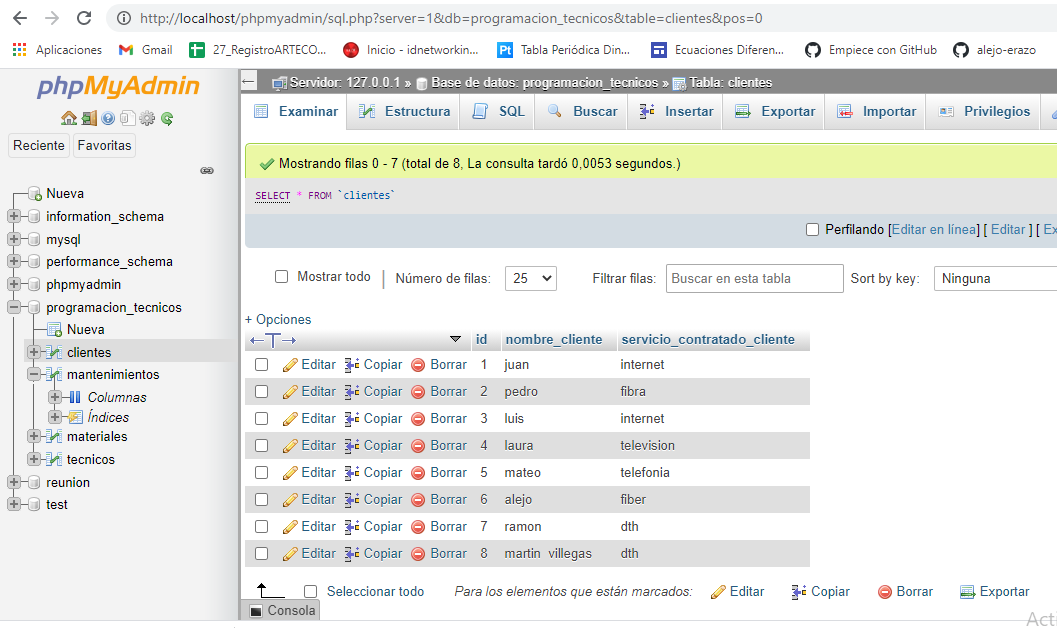 http://localhost/phpmyadmin/sql.php?server=1&db=programacion_tecnicos&table=clientes&pos=0
Aplicaciones Gmail 27_RegistroARTECO... Inicio - idnetworkin... Pt Tabla Periódica Din... Ecuaciones Diferen... Empiece con GitHub alejo-erazo
phpMyAdmin
Reciente Favoritas
Nueva
information_schema
mysql
performance_schema
phpmyadmin
programacion_tecnicos
Nueva
clientes
mantenimientos
Columnas
Índices
materiales
tecnicos
reunion
test
Servidor: 127.0.0.1 » Base de datos: programacion_tecnicos » Tabla: clientes
Examinar Estructura SQL Buscar Insertar Exportar Importar Privilegios
Mostrando filas 0 - 7 (total de 8, La consulta tardó 0,0053 segundos.)
SELECT * FROM `clientes`
Perfilando [Editar en línea] [ Editar ] [ Ex
Mostrar todo | Número de filas: 25 Filtrar filas: Buscar en esta tabla Sort by key: Ninguna
+ Opciones
←T→ id nombre_cliente servicio_contratado_cliente
Editar Copiar Borrar 1 juan internet
Editar Copiar Borrar 2 pedro fibra
Editar Copiar Borrar 3 luis internet
Editar Copiar Borrar 4 laura television
Editar Copiar Borrar 5 mateo telefonia
Editar Copiar Borrar 6 alejo fiber
Editar Copiar Borrar 7 ramon dth
Editar Copiar Borrar 8 martin villegas dth
Seleccionar todo Para los elementos que están marcados: Editar Copiar Borrar Exportar
Consola
Acti